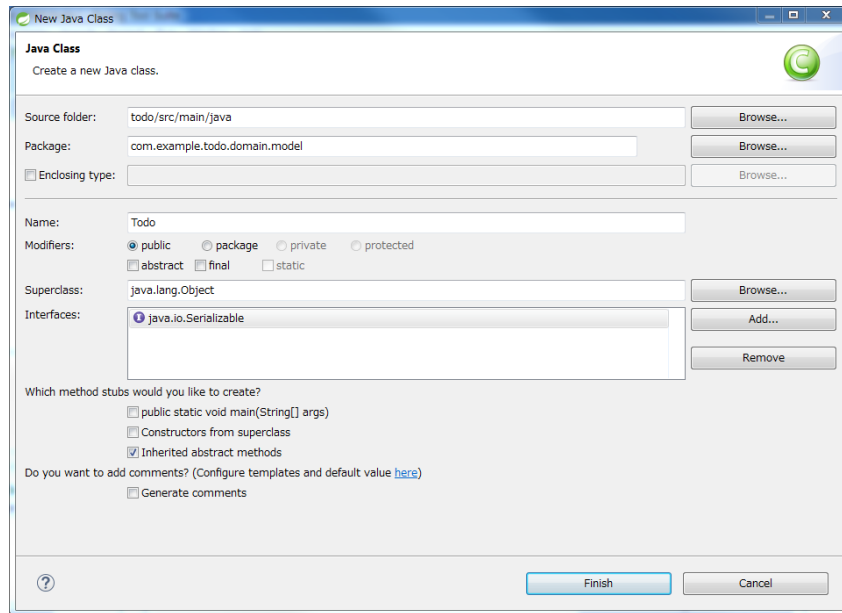 New Java Class
Java Class
Create a new Java class.
Source folder: todo/src/main/java Browse...
Package: com.example.todo.domain.model Browse...
Enclosing type: Browse...
Name: Todo
Modifiers: public package private protected
abstract final static
Superclass: java.lang.Object Browse...
Interfaces: java.io.Serializable Add...
Remove
Which method stubs would you like to create?
public static void main(String[] args)
Constructors from superclass
Inherited abstract methods
Do you want to add comments? (Configure templates and default value here)
Generate comments
Finish Cancel